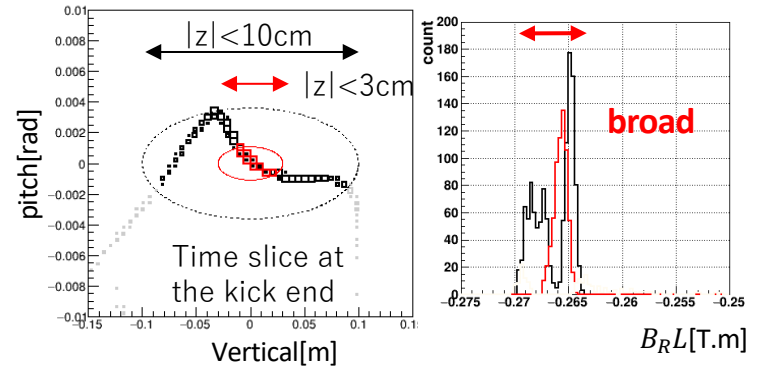 |z|<10cm
|z|<3cm
pitch[rad]
0.01
0.008
0.006
0.004
0.002
0
−0.002
−0.004
−0.006
−0.008
−0.01
Time slice at
the kick end
−0.15 −0.1 −0.05 0 0.05 0.1 0.1
Vertical[m]
count
200
180
160
140
120
100
80
60
40
20
0
broad
−0.275 −0.27 −0.265 −0.26 −0.255 −0.25
B_R L[T.m]